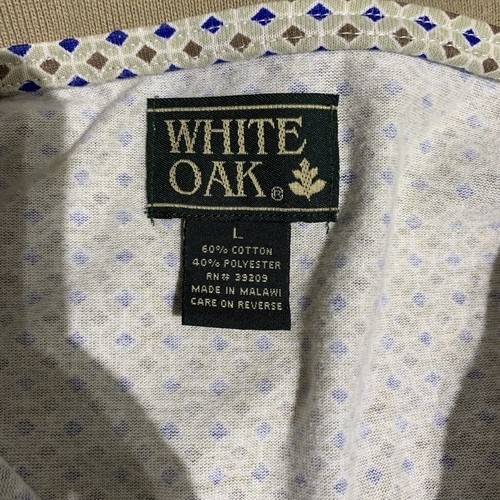 WHITE
OAK®
L
60% COTTON
40% POLYESTER
RN# 39209
MADE IN MALAWI
CARE ON REVERSE